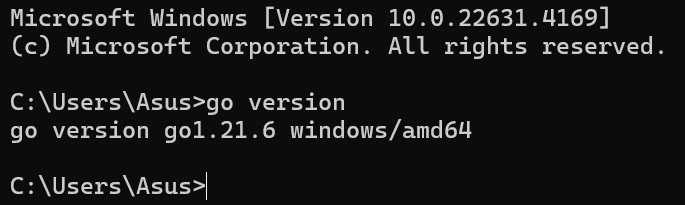 Microsoft Windows [Version 10.0.22631.4169]
(c) Microsoft Corporation. All rights reserved.
C:\Users\Asus>go version
go version go1.21.6 windows/amd64
C:\Users\Asus>